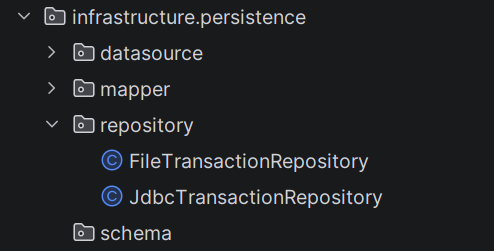 infrastructure.persistence
datasource
mapper
repository
C FileTransactionRepository
C JdbcTransactionRepository
schema